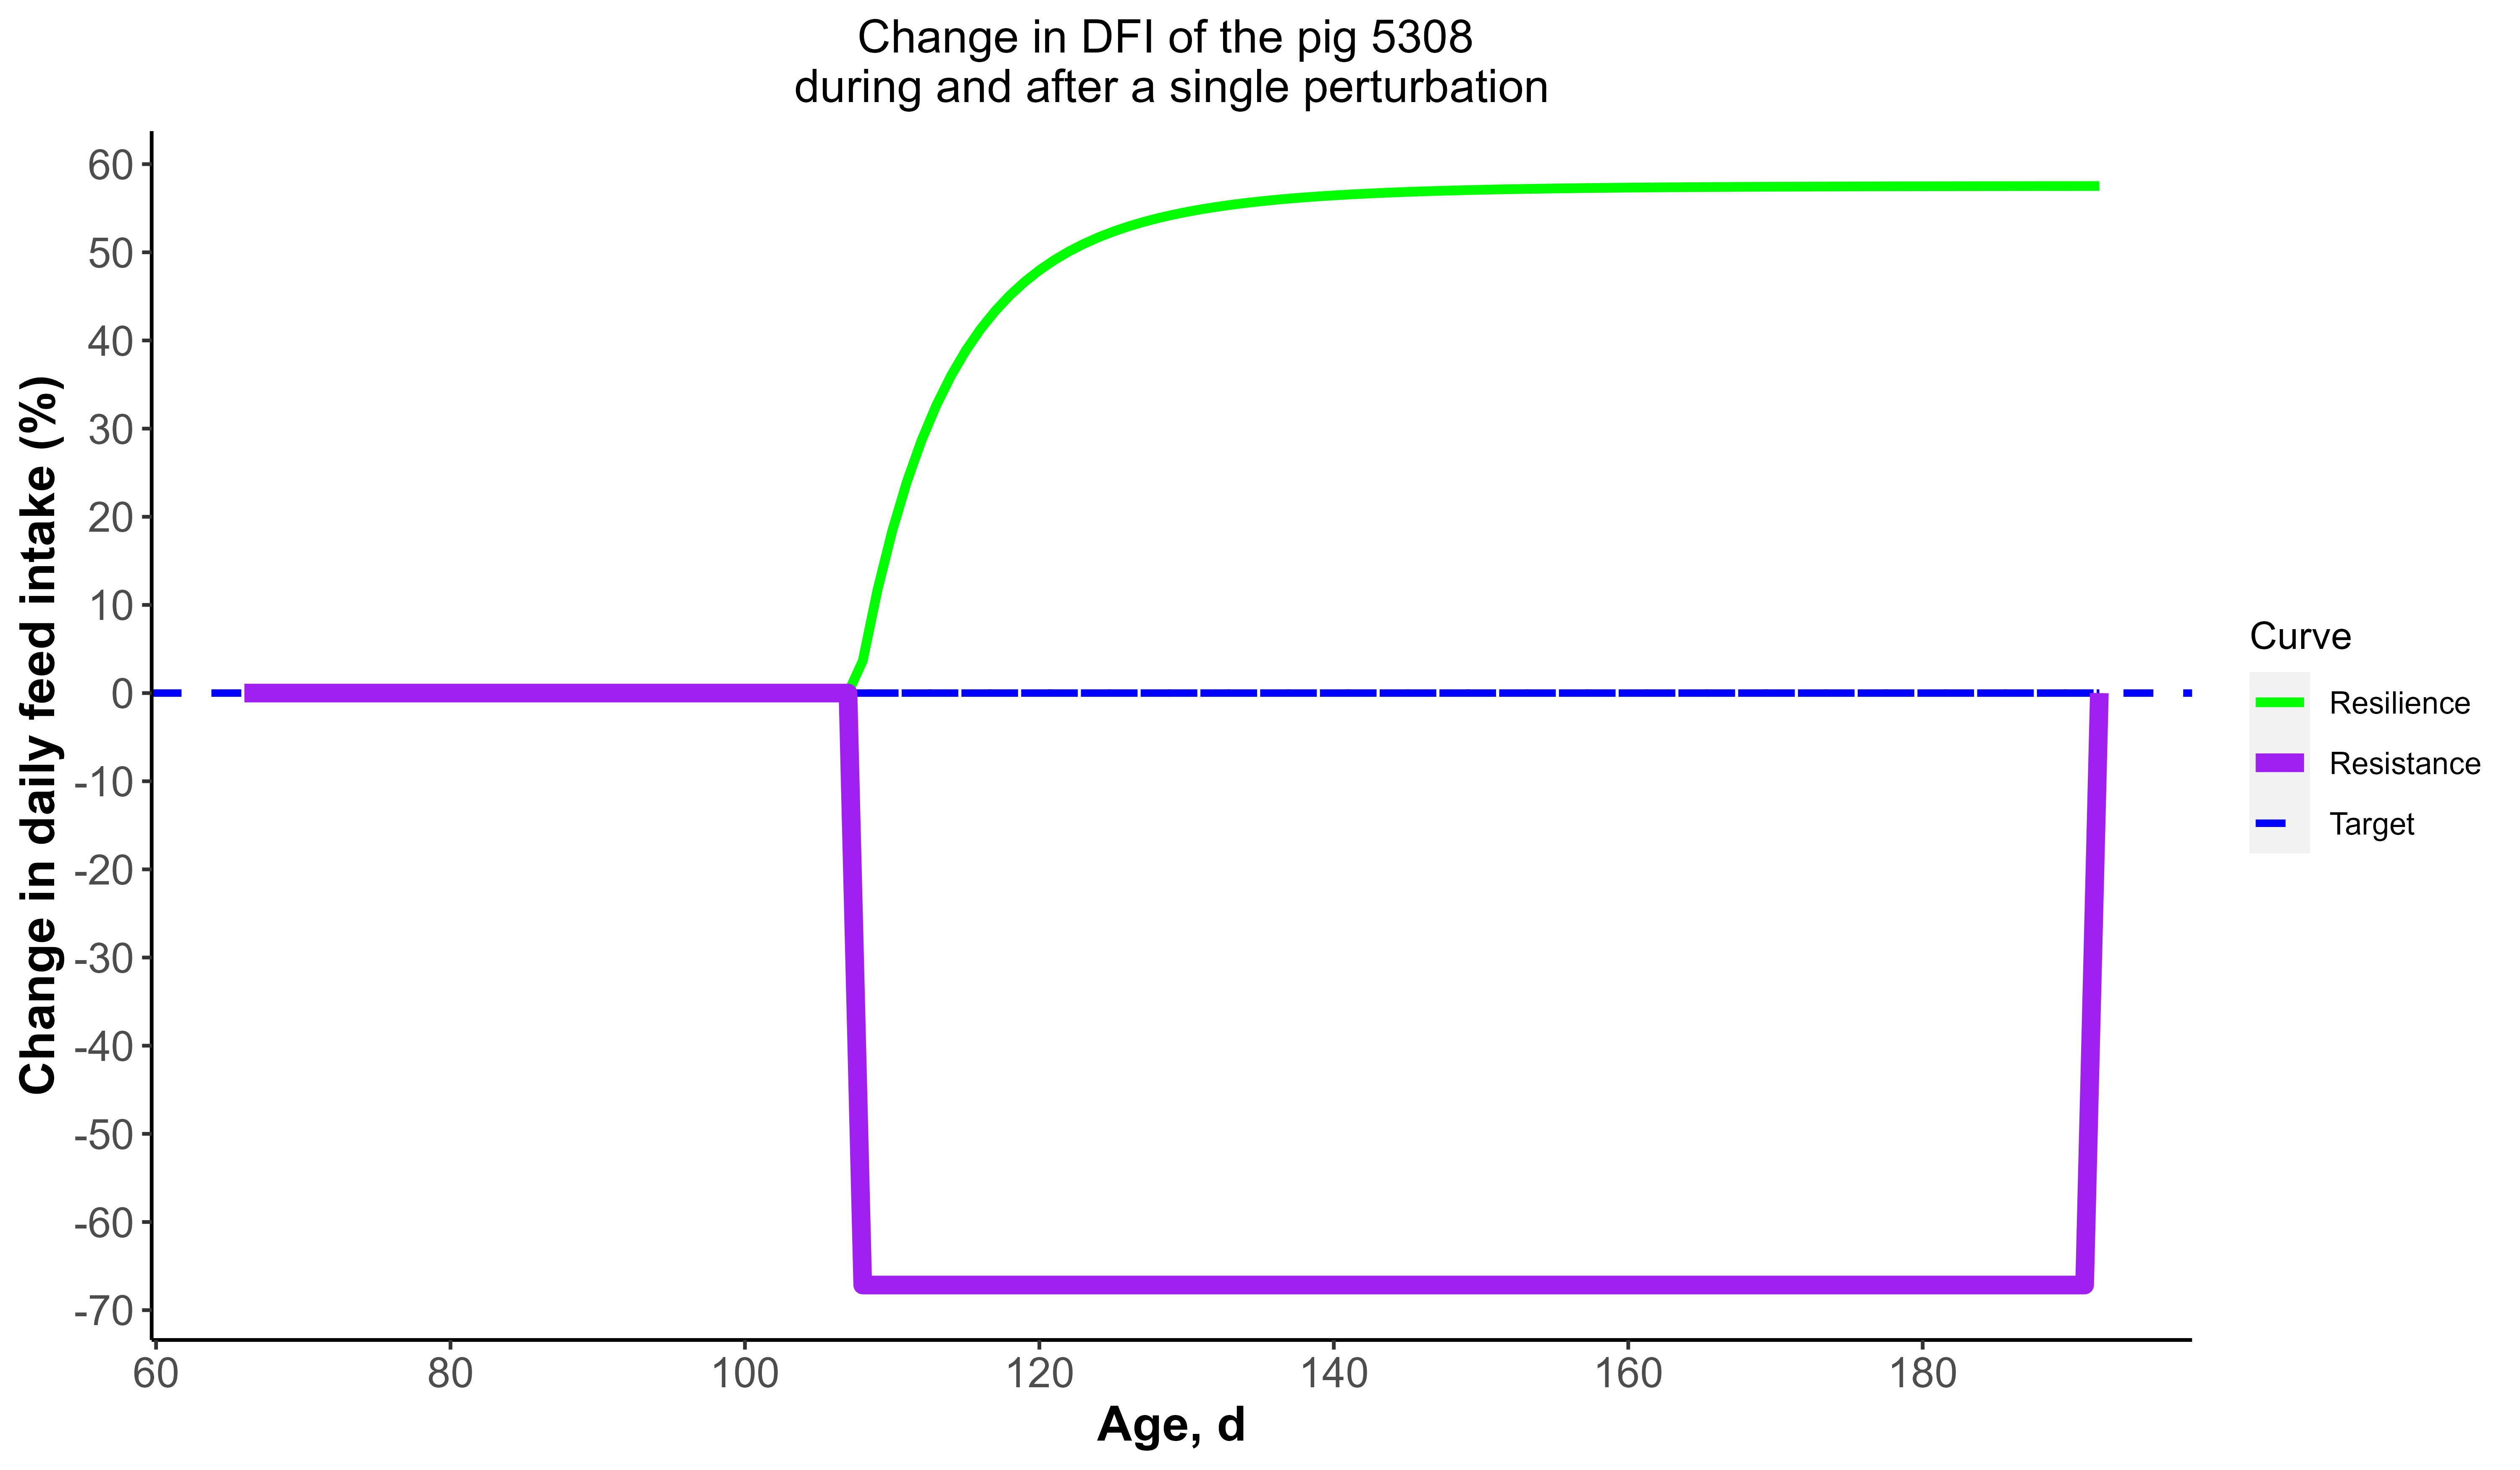 Change in DFI of the pig 5308
during and after a single perturbation
Change in daily feed intake (%)
60
50
40
30
20
10
0
-10
-20
-30
-40
-50
-60
-70
60 80 100 120 140 160 180
Age, d
Curve
Resilience
Resistance
Target